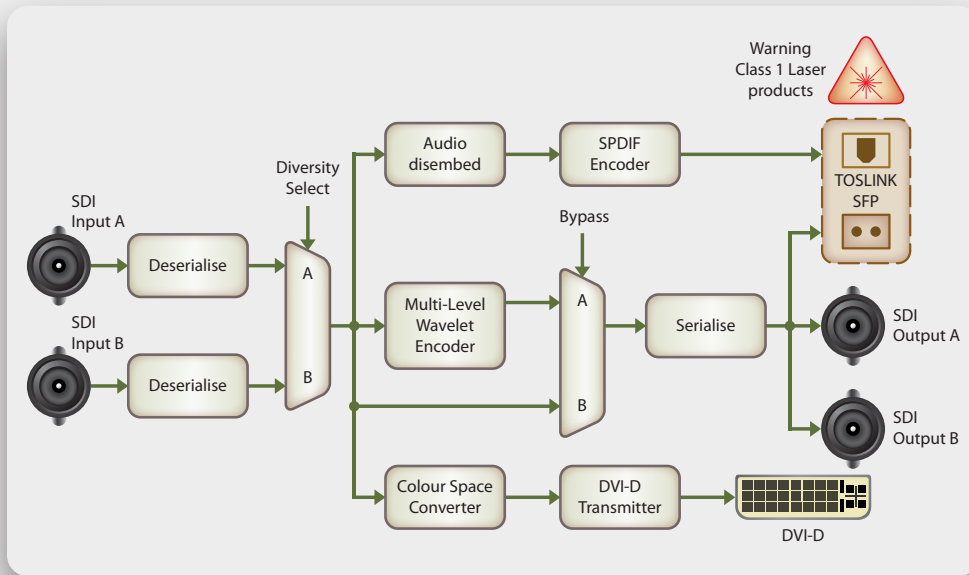 Warning
Class 1 Laser
products
Audio
disembed
SPDIF
Encoder
TOSLINK
SFP
Diversity
Select
SDI
Input A
Bypass
Deserialise
A
Multi-Level
Wavelet
Encoder
A
Serialise
SDI
Output A
SDI
Input B
Deserialise
B
B
SDI
Output B
Colour Space
Converter
DVI-D
Transmitter
DVI-D